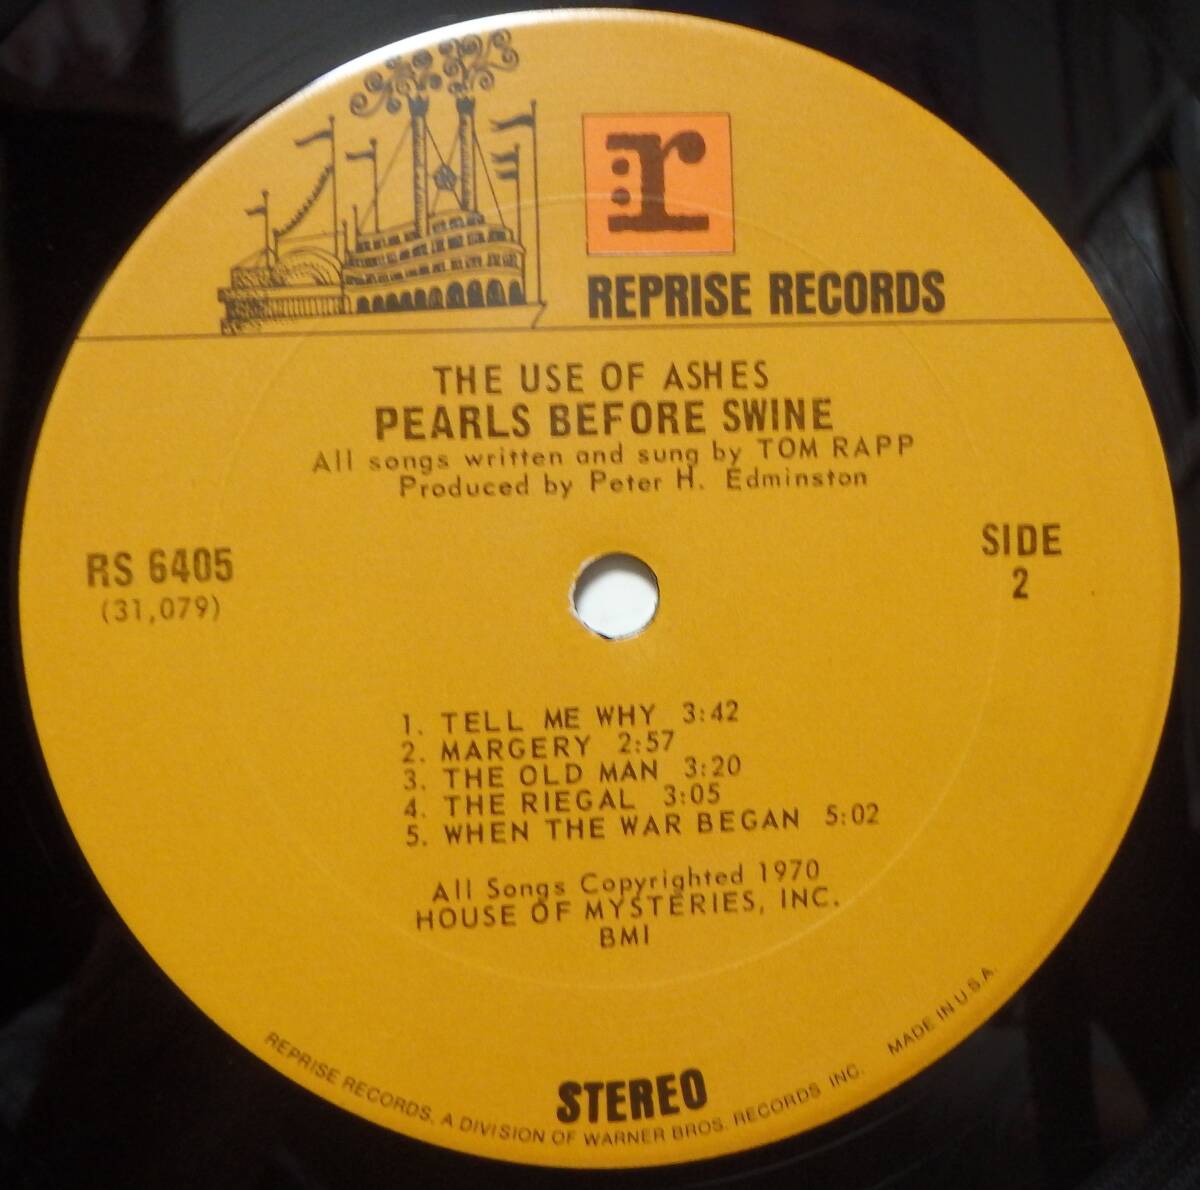 r
REPRISE RECORDS
THE USE OF ASHES
PEARLS BEFORE SWINE
All songs written and sung by TOM RAPP
Produced by Peter H. Edminston
RS 6405
(31,079)
SIDE
2
1. TELL ME WHY 3:42
2. MARGERY 2:57
3. THE OLD MAN 3:20
4. THE RIEGAL 3:05
5. WHEN THE WAR BEGAN 5:02
All Songs Copyrighted 1970
HOUSE OF MYSTERIES, INC.
BMI
STEREO
REPRISE RECORDS, A DIVISION OF WARNER BROS. RECORDS INC. MADE IN U.S.A.